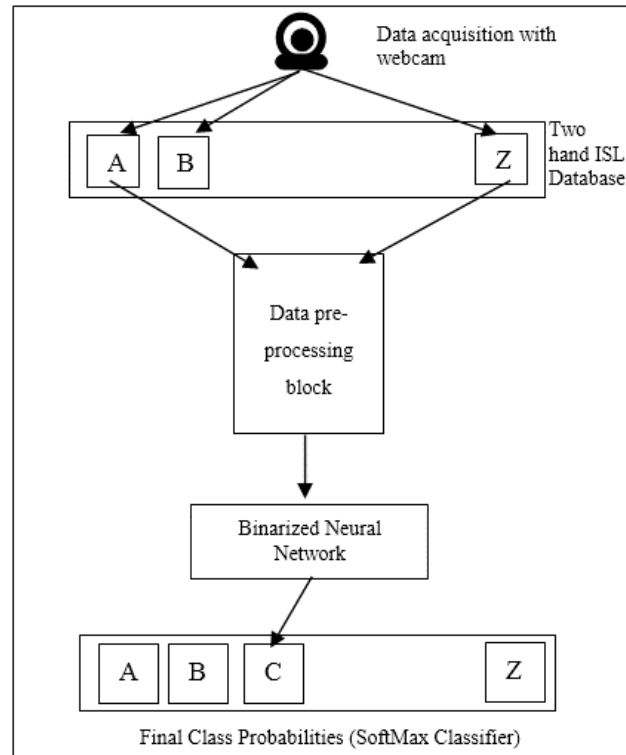 Data acquisition with
webcam
A
B
Z
Two
hand ISL
Database
Data pre-
processing
block
Binarized Neural
Network
A
B
C
Z
Final Class Probabilities (SoftMax Classifier)